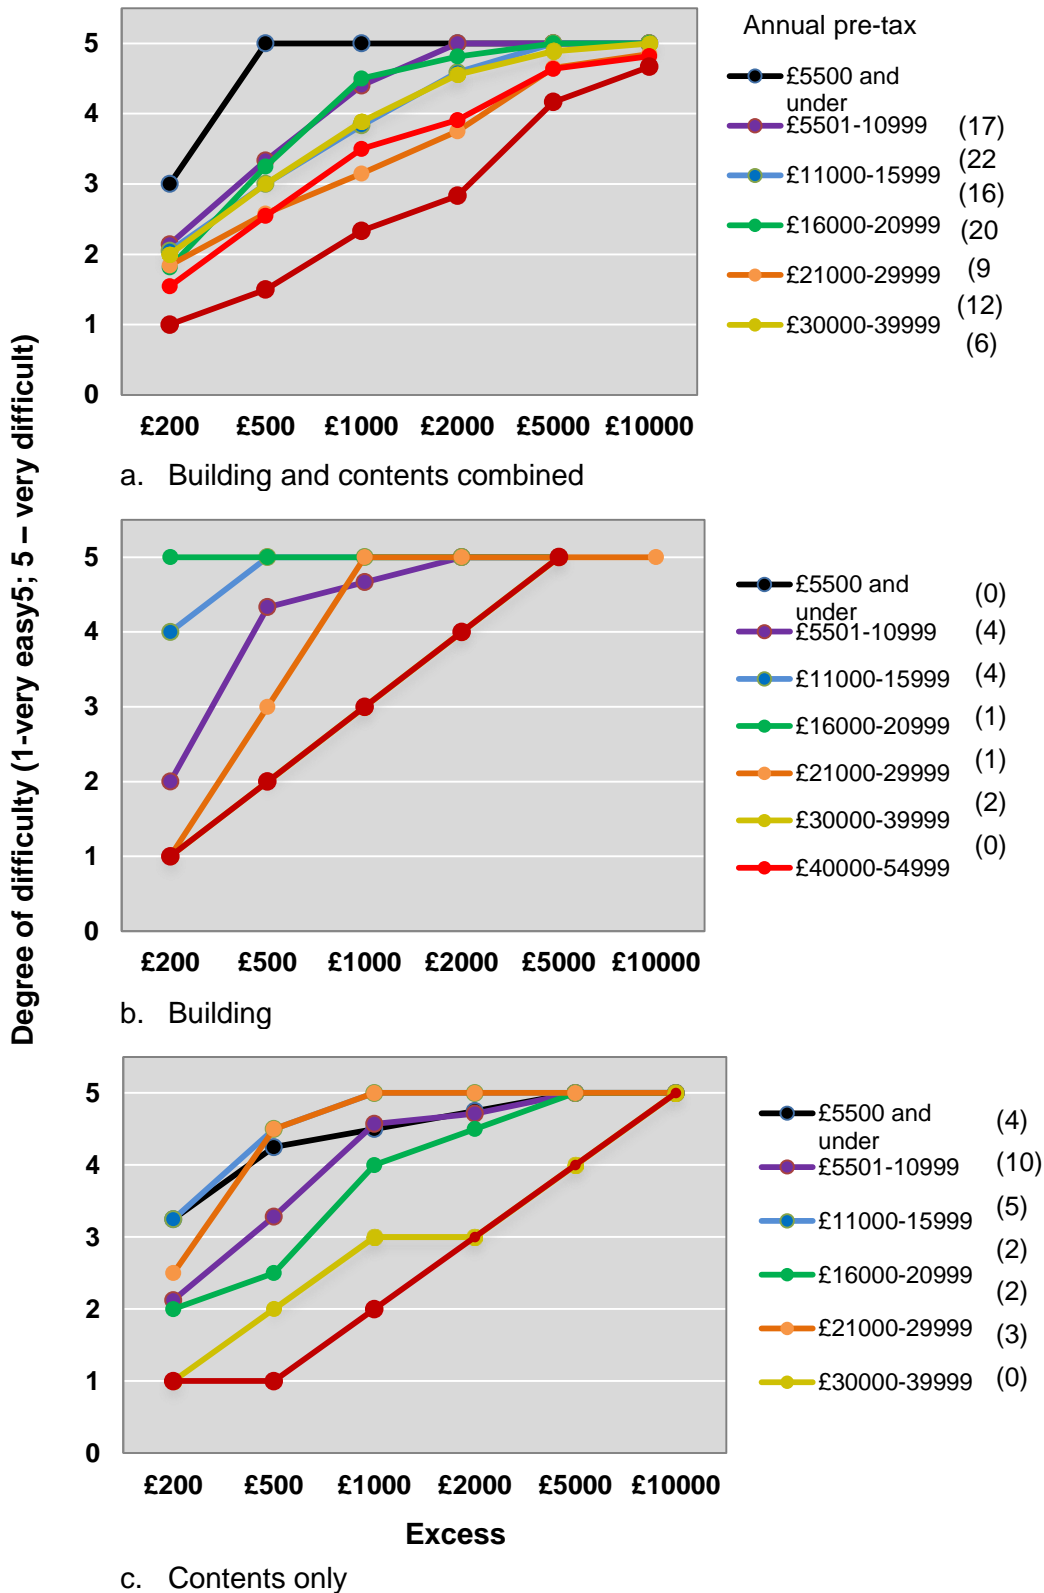 Degree of difficulty (1-very easy5; 5 – very difficult)
Annual pre-tax
5
4
3
2
1
0
£200 £500 £1000 £2000 £5000 £10000
£5500 and
under
£5501-10999 (17)
(22
£11000-15999 (16)
£16000-20999 (20
£21000-29999 (9
(12)
£30000-39999
(6)
a. Building and contents combined
5
4
3
2
1
0
£200 £500 £1000 £2000 £5000 £10000
£5500 and (0)
under
£5501-10999 (4)
£11000-15999 (4)
£16000-20999 (1)
£21000-29999 (1)
£30000-39999 (2)
(0)
£40000-54999
b. Building
5
4
3
2
1
0
£200 £500 £1000 £2000 £5000 £10000
Excess
£5500 and (4)
under
£5501-10999 (10)
£11000-15999 (5)
(2)
£16000-20999 (2)
£21000-29999 (3)
£30000-39999 (0)
c. Contents only